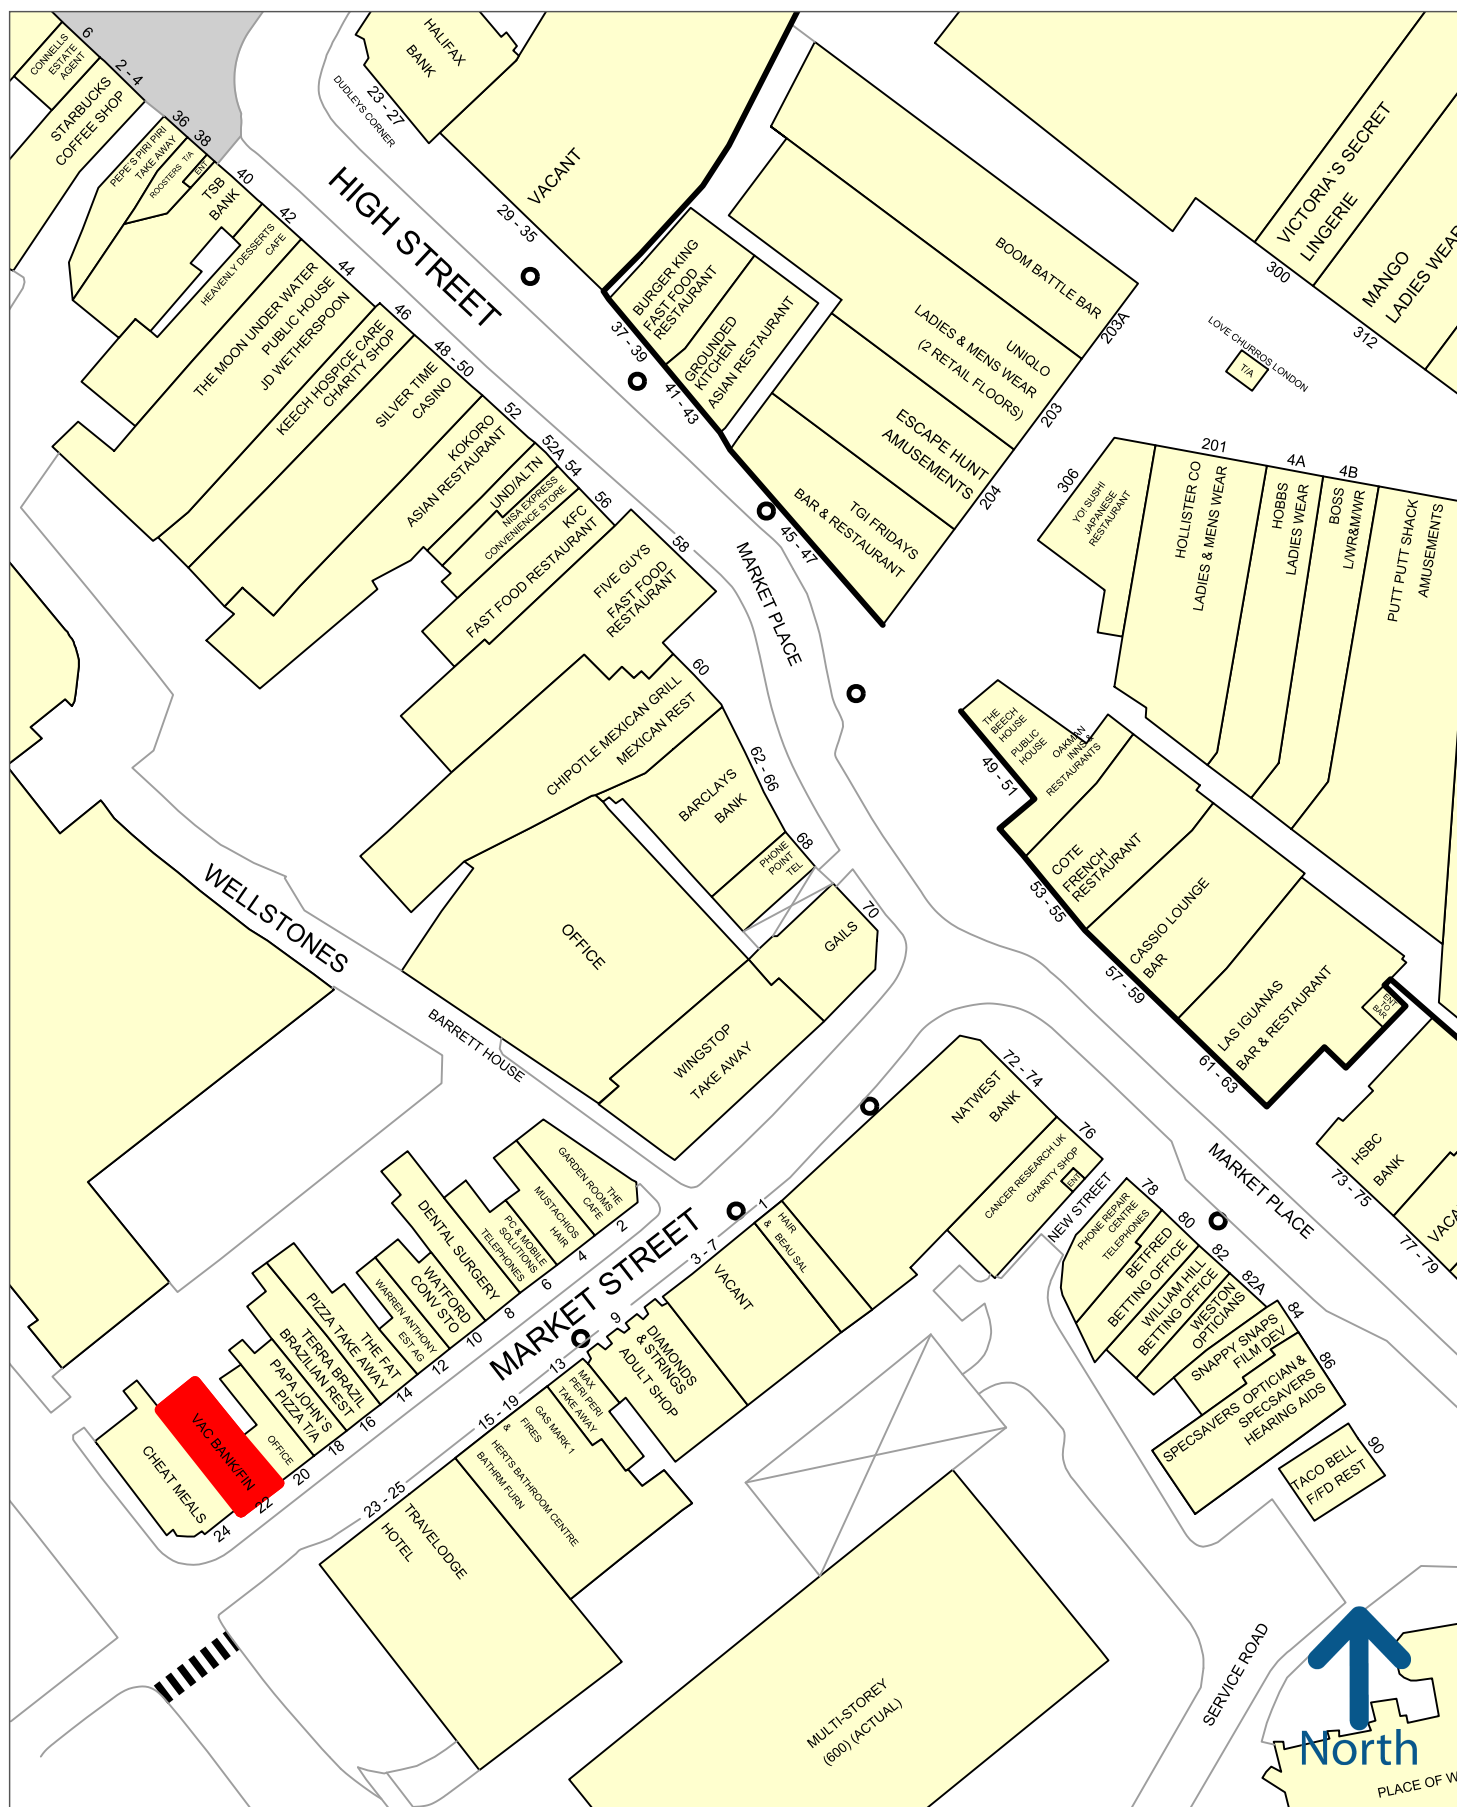 6
CONNELLS
ESTATE
AGENT
2 - 4
STARBUCKS
COFFEE SHOP
36
PEPE`S PIRI PIRI
TAKE AWAY
38
ROOSTERS T/A
ENT
40
TSB
BANK
42
HEAVENLY DESSERTS
CAFE
44
THE MOON UNDER WATER
PUBLIC HOUSE
JD WETHERSPOON
46
KEECH HOSPICE CARE
CHARITY SHOP
48 - 50
SILVER TIME
CASINO
52
KOKORO
ASIAN RESTAURANT
52A
UND/ALTN
54
NISA EXPRESS
CONVENIENCE STORE
56
KFC
FAST FOOD RESTAURANT
58
FIVE GUYS
FAST FOOD
RESTAURANT
60
CHIPOTLE MEXICAN GRILL
MEXICAN REST
62 - 66
BARCLAYS
BANK
68
PHONE
POINT
TEL
70
GAILS
OFFICE
WINGSTOP
TAKE AWAY
HALIFAX
BANK
23 - 27
DUDLEYS CORNER
HIGH STREET
VACANT
29 - 35
BURGER KING
FAST FOOD
RESTAURANT
37 - 39
GROUNDED
KITCHEN
ASIAN RESTAURANT
41 - 43
BOOM BATTLE BAR
203A
UNIQLO
LADIES & MENS WEAR
(2 RETAIL FLOORS)
203
ESCAPE HUNT
AMUSEMENTS
204
TGI FRIDAYS
BAR & RESTAURANT
45 - 47
MARKET PLACE
VICTORIA`S SECRET
LINGERIE
300
MANGO
LADIES WEAR
312
LOVE CHURROS LONDON
T/A
306
YO! SUSHI
JAPANESE
RESTAURANT
201
HOLLISTER CO
LADIES & MENS WEAR
4A
HOBBS
LADIES WEAR
4B
BOSS
L/WR&M/WR
PUTT PUTT SHACK
AMUSEMENTS
THE
BEECH
HOUSE
PUBLIC
HOUSE
OAKMAN
INNS &
RESTAURANTS
49 - 51
COTE
FRENCH
RESTAURANT
53 - 55
CASSIO LOUNGE
BAR
57 - 59
LAS IGUANAS
BAR & RESTAURANT
61 - 63
ENT
TO
BAR
HSBC
BANK
73 - 75
VACA
77 - 79
MARKET PLACE
WELLSTONES
BARRETT HOUSE
72 - 74
NATWEST
BANK
76
CANCER RESEARCH UK
CHARITY SHOP
ENT
NEW STREET
78
PHONE REPAIR
CENTRE
TELEPHONES
80
BETFRED
BETTING OFFICE
82
WILLIAM HILL
BETTING OFFICE
82A
WESTON
OPTICIANS
84
SNAPPY SNAPS
FILM DEV
86
SPECSAVERS OPTICIAN &
SPECSAVERS
HEARING AIDS
90
TACO BELL
F/FD REST
THE
GARDEN ROOMS
CAFE
2
MUSTACHIOS
HAIR
4
PC & MOBILE
SOLUTIONS
TELEPHONES
6
DENTAL SURGERY
8
WATFORD
CONV STO
10
WARREN ANTHONY
EST AG
12
THE FAT
PIZZA TAKE AWAY
14
TERRA BRAZIL
BRAZILIAN REST
16
PAPA JOHN`S
PIZZA T/A
18
OFFICE
20
VAC BANK/FIN
22
CHEAT MEALS
24
MARKET STREET
1
HAIR
& BEAU SAL
3 - 7
VACANT
9
DIAMONDS
& STRINGS
ADULT SHOP
13
MAX
PERI PERI
TAKE AWAY
15 - 19
GAS MARK 1
& FIRES
HERTS BATHROOM CENTRE
BATHRM FURN
23 - 25
TRAVELODGE
HOTEL
MULTI-STOREY
(600) (ACTUAL)
SERVICE ROAD
North
PLACE OF W